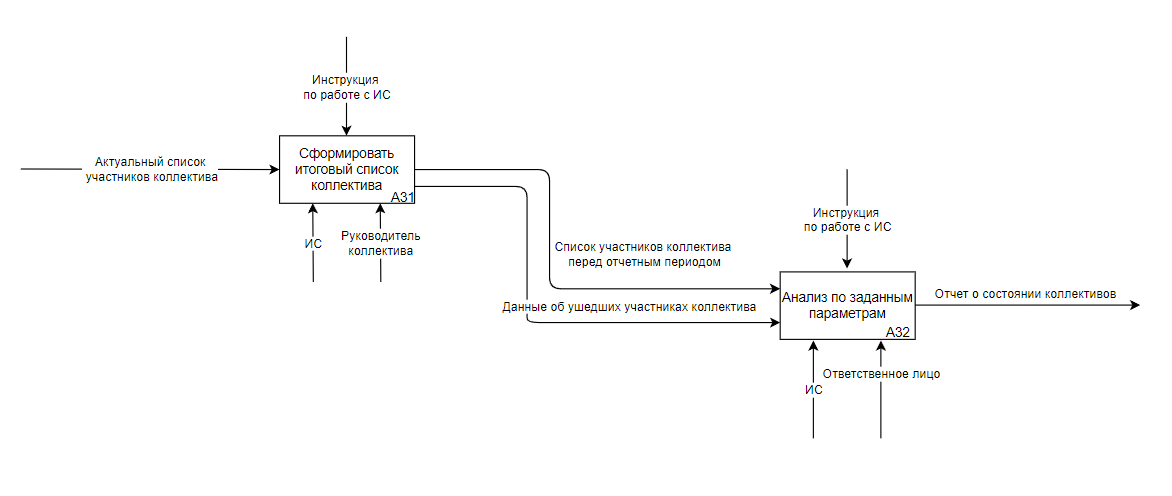 Инструкция
по работе с ИС
Актуальный список
участников коллектива
Сформировать
итоговый список
коллектива
А31
ИС
Руководитель
коллектива
Инструкция
по работе с ИС
Список участников коллектива
перед отчетным периодом
Данные об ушедших участниках коллектива
Анализ по заданным
параметрам
А32
Отчет о состоянии коллективов
Ответственное лицо
ИС